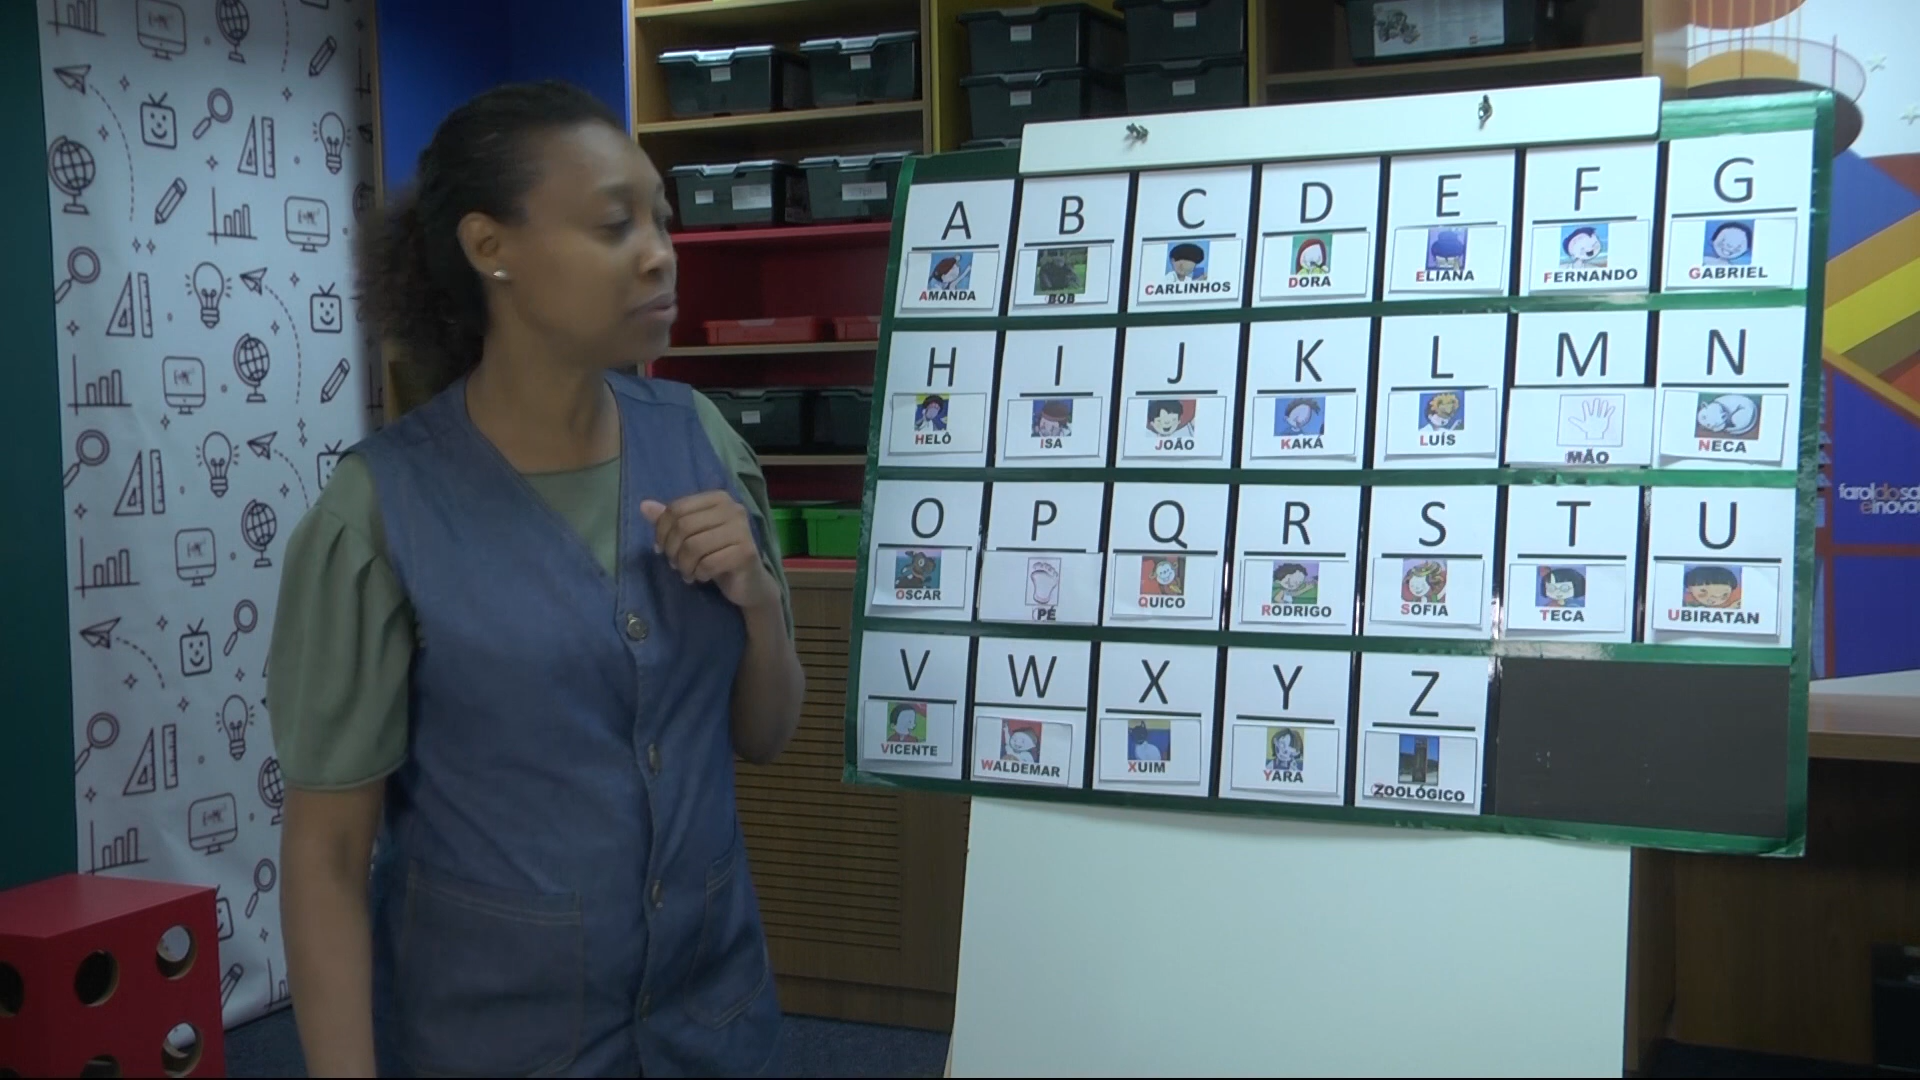 A B C D E F G
AMANDA BOB CARLINHOS DORA ELIANA FERNANDO GABRIEL
H I J K L M N
HELÔ ISA JOÃO KAKÁ LUÍS MÃO NECA
O P Q R S T U
OSCAR PÉ QUICO RODRIGO SOFIA TECA UBIRATAN
V W X Y Z
VICENTE WALDEMAR XUIM YARA ZOOLÓGICO